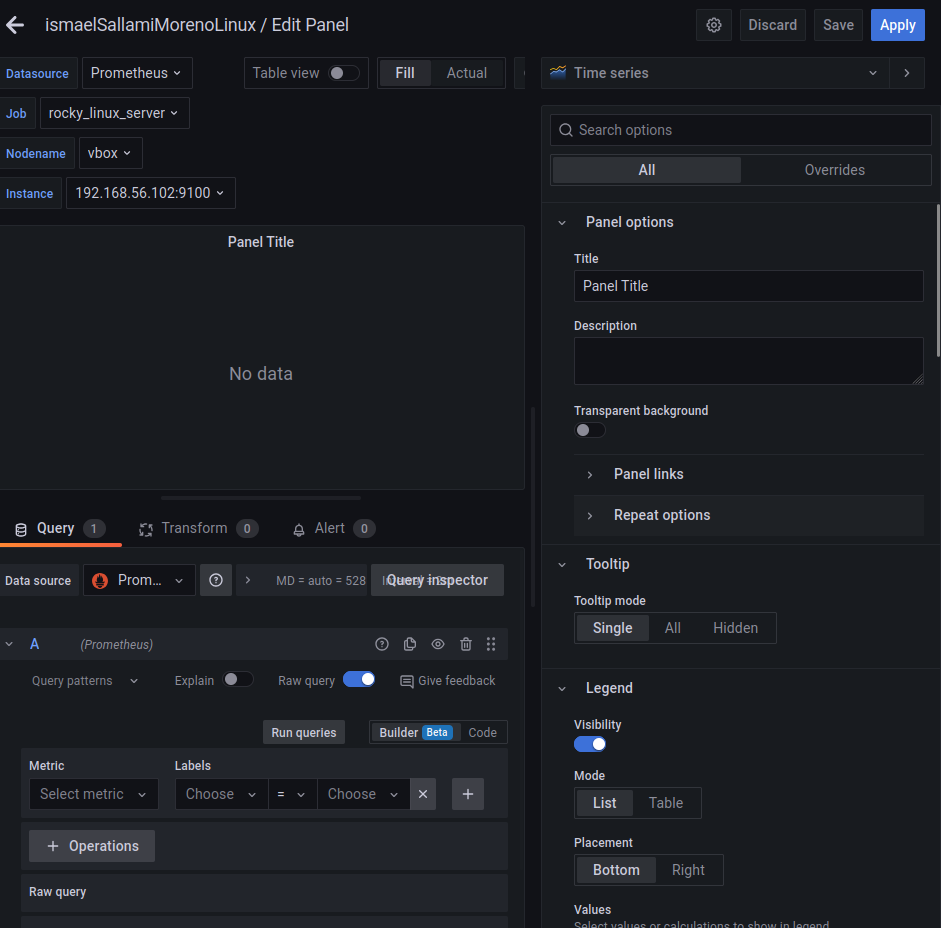 ismaelSallamiMorenoLinux / Edit Panel
Discard
Save
Apply
Datasource
Prometheus
Table view
Fill
Actual
Job
rocky_linux_server
Nodename
vbox
Instance
192.168.56.102:9100
Panel Title
No data
Query
1
Transform
0
Alert
0
Data source
Prom...
MD = auto = 528
Query inspector
A
(Prometheus)
Query patterns
Explain
Raw query
Give feedback
Run queries
Builder
Beta
Code
Metric
Labels
Select metric
Choose
=
Choose
+ Operations
Raw query
Time series
Search options
All
Overrides
Panel options
Title
Panel Title
Description
Transparent background
Panel links
Repeat options
Tooltip
Tooltip mode
Single
All
Hidden
Legend
Visibility
Mode
List
Table
Placement
Bottom
Right
Values
Select values or calculations to show in legend